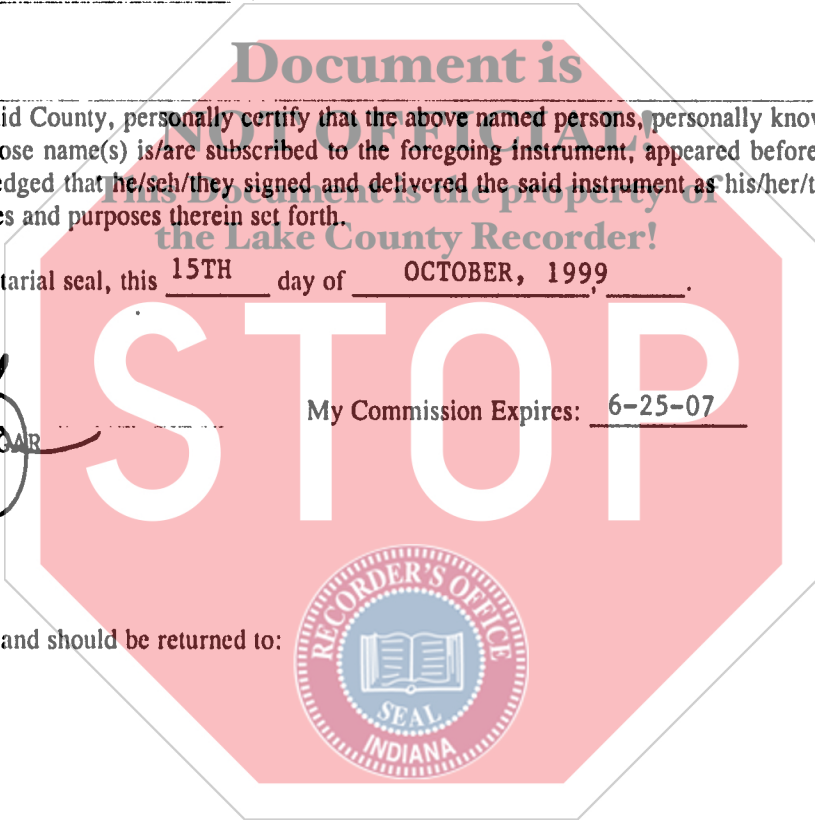 Document is
id County, personally certify that the above named persons, personally know
NOT OFFICIAL!
ose name(s) is/are subscribed to the foregoing instrument, appeared before
edged that he/seh/they signed and delivered the said instrument as his/her/t
This Document is the property of
es and purposes therein set forth.
the Lake County Recorder!
tarial seal, this 15TH day of OCTOBER, 1999,
STOP
My Commission Expires: 6-25-07
GAR
and should be returned to:
RECORDER'S OFFICE
SEAL
INDIANA